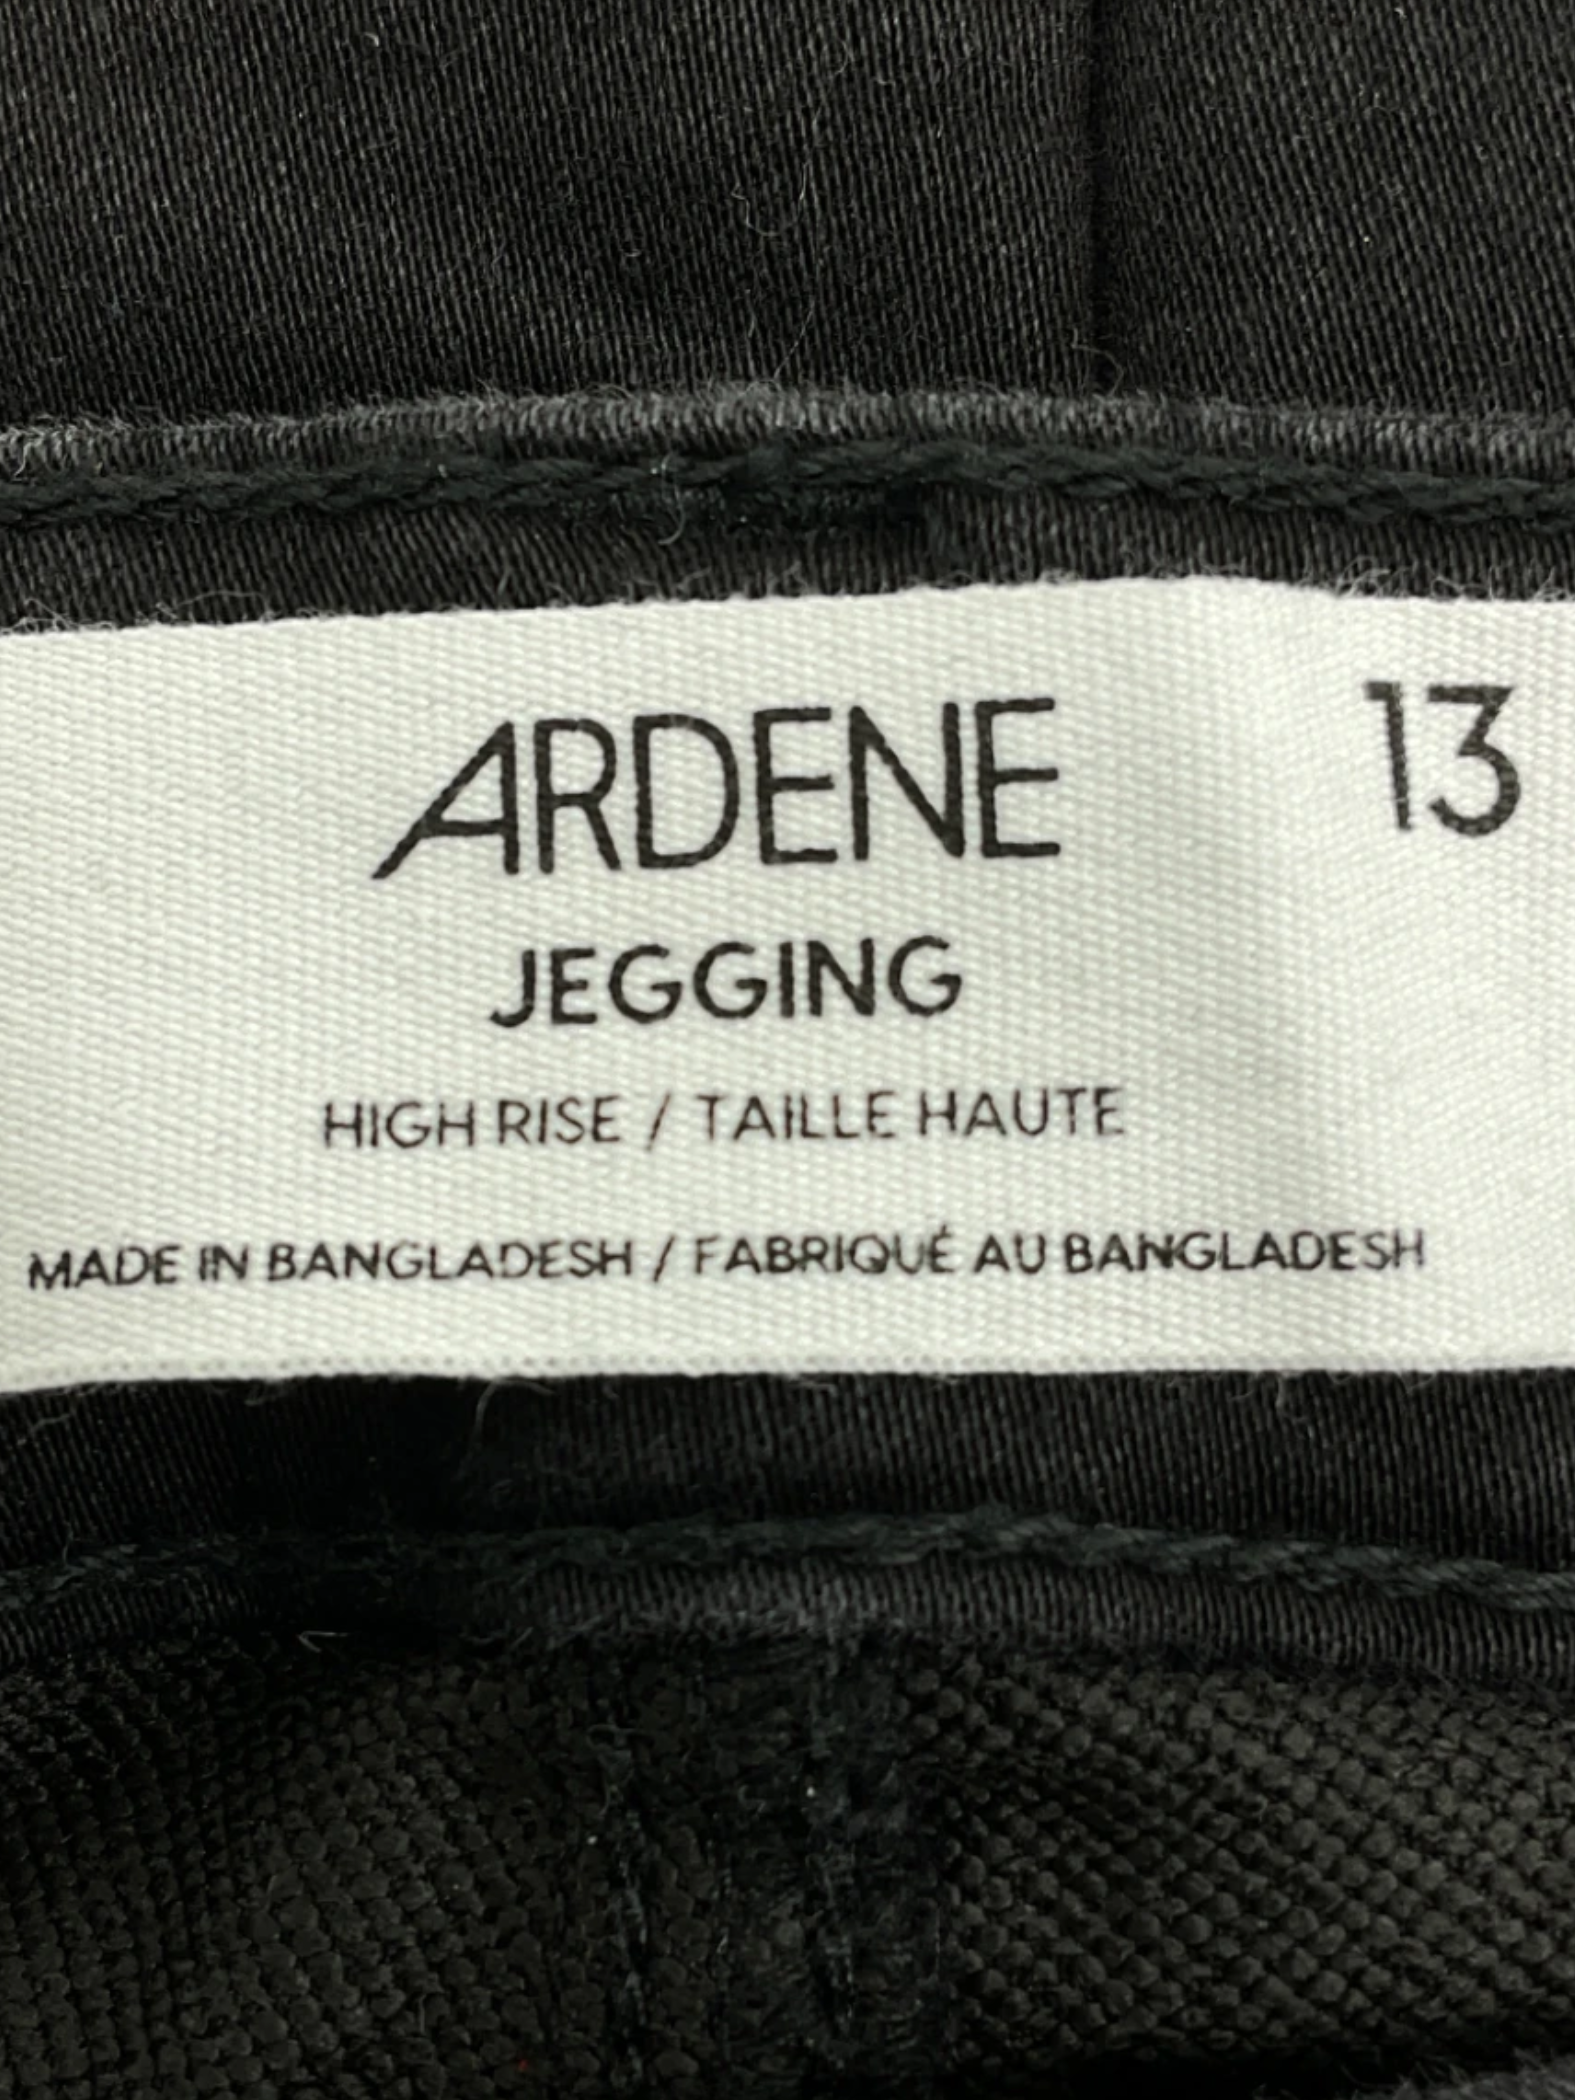 ARDENE 13
JEGGING
HIGH RISE / TAILLE HAUTE
MADE IN BANGLADESH / FABRIQUÉ AU BANGLADESH